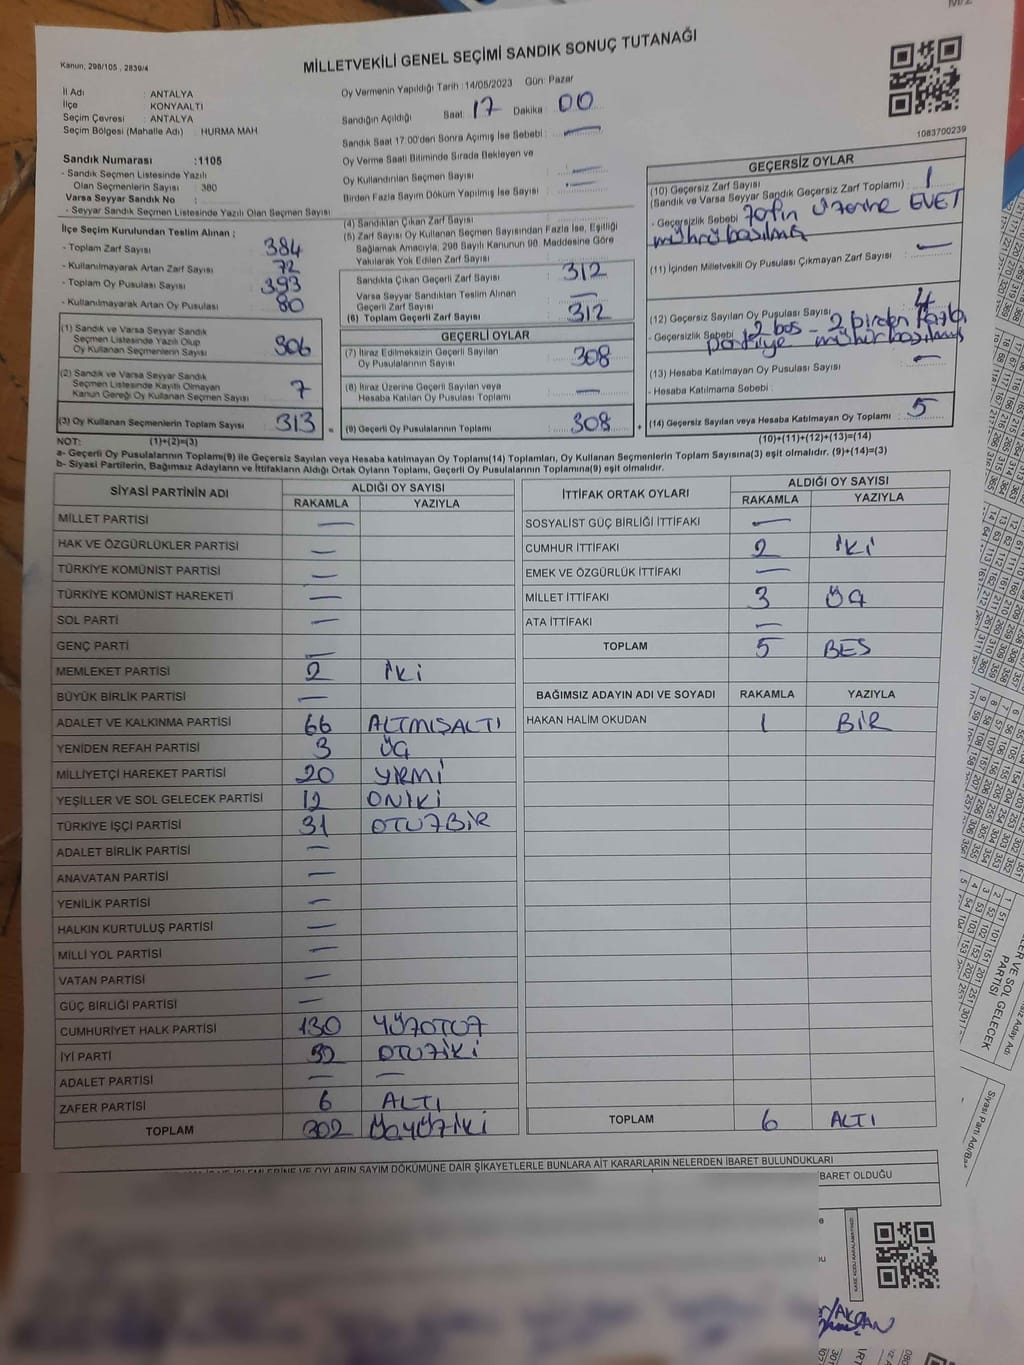 MİLLETVEKİLİ GENEL SEÇİMİ SANDIK SONUÇ TUTANAĞI
Kanun, 298/105 , 2839/4
İl Adı : ANTALYA
İlçe : KONYAALTI
Seçim Çevresi : ANTALYA
Seçim Bölgesi (Mahalle Adı) : HURMA MAH
Sandık Numarası :1105
- Sandık Seçmen Listesinde Yazılı
Olan Seçmenlerin Sayısı : 380
Varsa Seyyar Sandık No :
- Seyyar Sandık Seçmen Listesinde Yazılı Olan Seçmen Sayısı
İlçe Seçim Kurulundan Teslim Alınan ;
- Toplam Zarf Sayısı 384
- Kullanılmayarak Artan Zarf Sayısı 72
- Toplam Oy Pusulası Sayısı 393
- Kullanılmayarak Artan Oy Pusulası 80
(1) Sandık ve Varsa Seyyar Sandık
Seçmen Listesinde Yazılı Olup
Oy Kullanan Seçmenlerin Sayısı 306
(2) Sandık ve Varsa Seyyar Sandık
Seçmen Listesinde Kayıtlı Olmayan
Kanun Gereği Oy Kullanan Seçmen Sayısı 7
(3) Oy Kullanan Seçmenlerin Toplam Sayısı 313 =
Oy Vermenin Yapıldığı Tarih :14/05/2023 Gün: Pazar
Sandığın Açıldığı Saat: 17 Dakika : 00
Sandık Saat 17:00'den Sonra Açımış İse Sebebi : —
Oy Verme Saati Bitiminde Sırada Bekleyen ve
Oy Kullandırılan Seçmen Sayısı —
Birden Fazla Sayım Döküm Yapılmış İse Sayısı : —
(4) Sandıktan Çıkan Zarf Sayısı
(5) Zarf Sayısı Oy Kullanan Seçmen Sayısından Fazla İse, Eşitliği
Sağlamak Amacıyla, 298 Sayılı Kanunun 98. Maddesine Göre
Yakılarak Yok Edilen Zarf Sayısı
Sandıkta Çıkan Geçerli Zarf Sayısı 312
Varsa Seyyar Sandıktan Teslim Alınan
Geçerli Zarf Sayısı —
(6) Toplam Geçerli Zarf Sayısı 312
GEÇERLİ OYLAR
(7) İtiraz Edilmeksizin Geçerli Sayılan
Oy Pusulalarının Sayısı 308
(8) İtiraz Üzerine Geçerli Sayılan veya
Hesaba Katılan Oy Pusulası Toplamı —
(9) Geçerli Oy Pusulalarının Toplamı : 308 +
1083700239
GEÇERSİZ OYLAR
(10) Geçersiz Zarf Sayısı
(Sandık ve Varsa Seyyar Sandık Geçersiz Zarf Toplamı) : 1
- Geçersizlik Sebebi zarfın üzerine EVET
mührü basılmış
(11) İçinden Milletvekili Oy Pusulası Çıkmayan Zarf Sayısı —
(12) Geçersiz Sayılan Oy Pusulası Sayısı 4
- Geçersizlik Sebebi 2 boş - 2 birden fazla
partiye mühür basılmış
(13) Hesaba Katılmayan Oy Pusulası Sayısı —
- Hesaba Katılmama Sebebi :
(14) Geçersiz Sayılan veya Hesaba Katılmayan Oy Toplamı 5
NOT: (1)+(2)=(3) (10)+(11)+(12)+(13)=(14)
a- Geçerli Oy Pusulalarının Toplamı(9) ile Geçersiz Sayılan veya Hesaba katılmayan Oy Toplamı(14) Toplamları, Oy Kullanan Seçmenlerin Toplam Sayısına(3) eşit olmalıdır. (9)+(14)=(3)
b- Siyasi Partilerin, Bağımsız Adayların ve İttifakların Aldığı Ortak Oyların Toplamı, Geçerli Oy Pusulalarının Toplamına(9) eşit olmalıdır.
SİYASİ PARTİNİN ADI ALDIĞI OY SAYISI
RAKAMLA YAZIYLA
MİLLET PARTİSİ —
HAK VE ÖZGÜRLÜKLER PARTİSİ —
TÜRKİYE KOMÜNİST PARTİSİ —
TÜRKİYE KOMÜNİST HAREKETİ —
SOL PARTİ —
GENÇ PARTİ —
MEMLEKET PARTİSİ 2 İKİ
BÜYÜK BİRLİK PARTİSİ —
ADALET VE KALKINMA PARTİSİ 66 ALTMIŞALTI
YENİDEN REFAH PARTİSİ 3 ÜÇ
MİLLİYETÇİ HAREKET PARTİSİ 20 YİRMİ
YEŞİLLER VE SOL GELECEK PARTİSİ 12 ONİKİ
TÜRKİYE İŞÇİ PARTİSİ 31 OTUZBİR
ADALET BİRLİK PARTİSİ —
ANAVATAN PARTİSİ —
YENİLİK PARTİSİ —
HALKIN KURTULUŞ PARTİSİ —
MİLLİ YOL PARTİSİ —
VATAN PARTİSİ —
GÜÇ BİRLİĞİ PARTİSİ —
CUMHURİYET HALK PARTİSİ 130 YÜZOTUZ
İYİ PARTİ 32 OTUZİKİ
ADALET PARTİSİ — —
ZAFER PARTİSİ 6 ALTI
TOPLAM 302 ÜÇYÜZİKİ
İTTİFAK ORTAK OYLARI ALDIĞI OY SAYISI
RAKAMLA YAZIYLA
SOSYALİST GÜÇ BİRLİĞİ İTTİFAKI —
CUMHUR İTTİFAKI 2 İKİ
EMEK VE ÖZGÜRLÜK İTTİFAKI —
MİLLET İTTİFAKI 3 ÜÇ
ATA İTTİFAKI —
TOPLAM 5 BEŞ
BAĞIMSIZ ADAYIN ADI VE SOYADI RAKAMLA YAZIYLA
HAKAN HALİM OKUDAN 1 BİR
TOPLAM 6 ALTI
OYLARIN SAYIM DÖKÜMÜNE DAİR ŞİKAYETLERLE BUNLARA AİT KARARLARIN NELERDEN İBARET BULUNDUKLARI
BARET OLDUĞU
VE SOL GELECEK
PARTİSİ
Siyasi Parti Adı/Ba